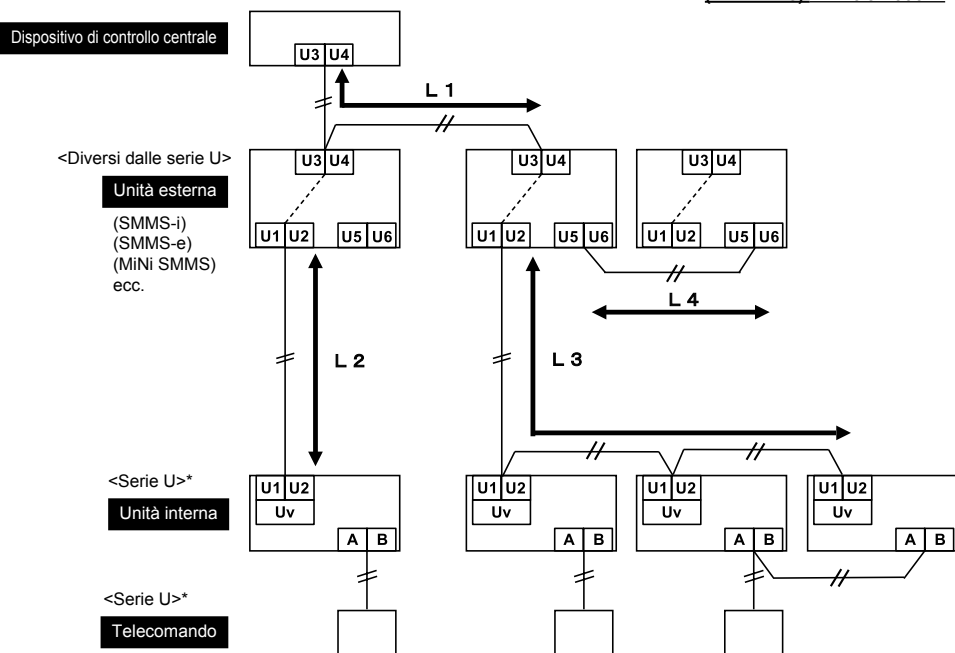 Dispositivo di controllo centrale
U3 U4
L 1
<Diversi dalle serie U>
Unità esterna
(SMMS-i)
(SMMS-e)
(MiNi SMMS)
ecc.
U3 U4
U1 U2
U5 U6
U3 U4
U1 U2
U5 U6
U3 U4
U1 U2
U5 U6
L 4
L 2
L 3
<Serie U>*
Unità interna
U1 U2
Uv
A B
U1 U2
Uv
A B
U1 U2
Uv
A B
U1 U2
Uv
A B
<Serie U>*
Telecomando